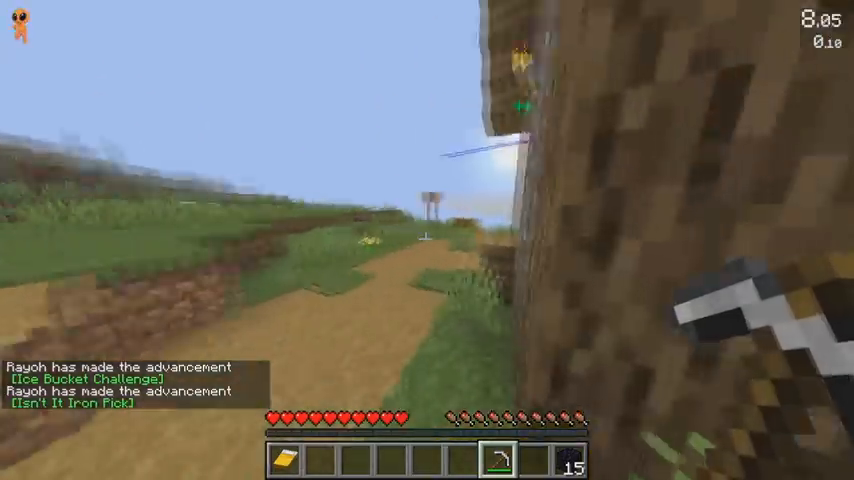 8.05
0.10
Rayoh has made the advancement
[Ice Bucket Challenge]
Rayoh has made the advancement
[Isn't It Iron Pick]
15